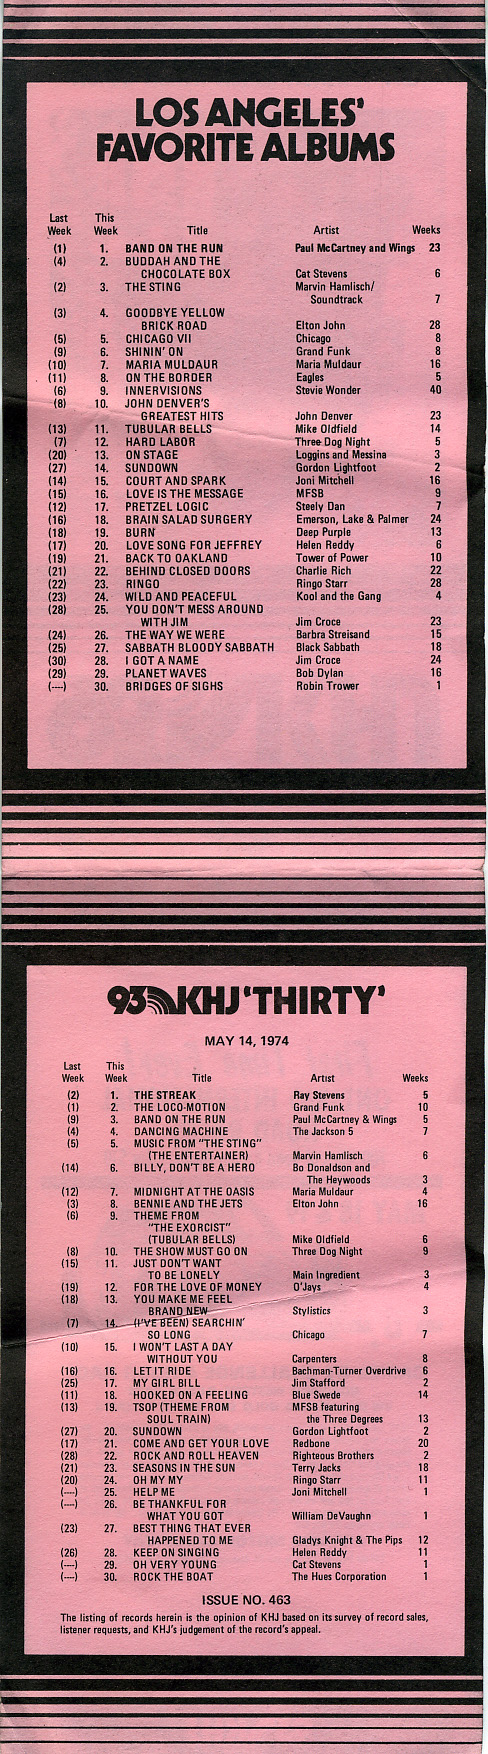 LOS ANGELES'
FAVORITE ALBUMS
Last This
Week Week Title Artist Weeks
(1) 1. BAND ON THE RUN Paul McCartney and Wings 23
(4) 2. BUDDAH AND THE
CHOCOLATE BOX Cat Stevens 6
(2) 3. THE STING Marvin Hamlisch/
Soundtrack 7
(3) 4. GOODBYE YELLOW
BRICK ROAD Elton John 28
(5) 5. CHICAGO VII Chicago 8
(9) 6. SHININ' ON Grand Funk 8
(10) 7. MARIA MULDAUR Maria Muldaur 16
(11) 8. ON THE BORDER Eagles 5
(6) 9. INNERVISIONS Stevie Wonder 40
(8) 10. JOHN DENVER'S
GREATEST HITS John Denver 23
(13) 11. TUBULAR BELLS Mike Oldfield 14
(7) 12. HARD LABOR Three Dog Night 5
(20) 13. ON STAGE Loggins and Messina 3
(27) 14. SUNDOWN Gordon Lightfoot 2
(14) 15. COURT AND SPARK Joni Mitchell 16
(15) 16. LOVE IS THE MESSAGE MFSB 9
(12) 17. PRETZEL LOGIC Steely Dan 7
(16) 18. BRAIN SALAD SURGERY Emerson, Lake & Palmer 24
(18) 19. BURN Deep Purple 13
(17) 20. LOVE SONG FOR JEFFREY Helen Reddy 6
(19) 21. BACK TO OAKLAND Tower of Power 10
(21) 22. BEHIND CLOSED DOORS Charlie Rich 22
(22) 23. RINGO Ringo Starr 28
(23) 24. WILD AND PEACEFUL Kool and the Gang 4
(28) 25. YOU DON'T MESS AROUND
WITH JIM Jim Croce 23
(24) 26. THE WAY WE WERE Barbra Streisand 15
(25) 27. SABBATH BLOODY SABBATH Black Sabbath 18
(30) 28. I GOT A NAME Jim Croce 24
(29) 29. PLANET WAVES Bob Dylan 16
(----) 30. BRIDGES OF SIGHS Robin Trower 1
93 KHJ 'THIRTY'
MAY 14, 1974
Last This
Week Week Title Artist Weeks
(2) 1. THE STREAK Ray Stevens 5
(1) 2. THE LOCO-MOTION Grand Funk 10
(9) 3. BAND ON THE RUN Paul McCartney & Wings 5
(4) 4. DANCING MACHINE The Jackson 5 7
(5) 5. MUSIC FROM "THE STING"
(THE ENTERTAINER) Marvin Hamlisch 6
(14) 6. BILLY, DON'T BE A HERO Bo Donaldson and
The Heywoods 3
(12) 7. MIDNIGHT AT THE OASIS Maria Muldaur 4
(3) 8. BENNIE AND THE JETS Elton John 16
(6) 9. THEME FROM
"THE EXORCIST"
(TUBULAR BELLS) Mike Oldfield 6
(8) 10. THE SHOW MUST GO ON Three Dog Night 9
(15) 11. JUST DON'T WANT
TO BE LONELY Main Ingredient 3
(19) 12. FOR THE LOVE OF MONEY O'Jays 4
(18) 13. YOU MAKE ME FEEL
BRAND NEW Stylistics 3
(7) 14. (I'VE BEEN) SEARCHIN'
SO LONG Chicago 7
(10) 15. I WON'T LAST A DAY
WITHOUT YOU Carpenters 8
(16) 16. LET IT RIDE Bachman-Turner Overdrive 6
(25) 17. MY GIRL BILL Jim Stafford 2
(11) 18. HOOKED ON A FEELING Blue Swede 14
(13) 19. TSOP (THEME FROM MFSB featuring
SOUL TRAIN) the Three Degrees 13
(27) 20. SUNDOWN Gordon Lightfoot 2
(17) 21. COME AND GET YOUR LOVE Redbone 20
(28) 22. ROCK AND ROLL HEAVEN Righteous Brothers 2
(21) 23. SEASONS IN THE SUN Terry Jacks 18
(20) 24. OH MY MY Ringo Starr 11
(----) 25. HELP ME Joni Mitchell 1
(----) 26. BE THANKFUL FOR
WHAT YOU GOT William DeVaughn 1
(23) 27. BEST THING THAT EVER
HAPPENED TO ME Gladys Knight & The Pips 12
(26) 28. KEEP ON SINGING Helen Reddy 11
(----) 29. OH VERY YOUNG Cat Stevens 1
(----) 30. ROCK THE BOAT The Hues Corporation 1
ISSUE NO. 463
The listing of records herein is the opinion of KHJ based on its survey of record sales,
listener requests, and KHJ's judgement of the record's appeal.